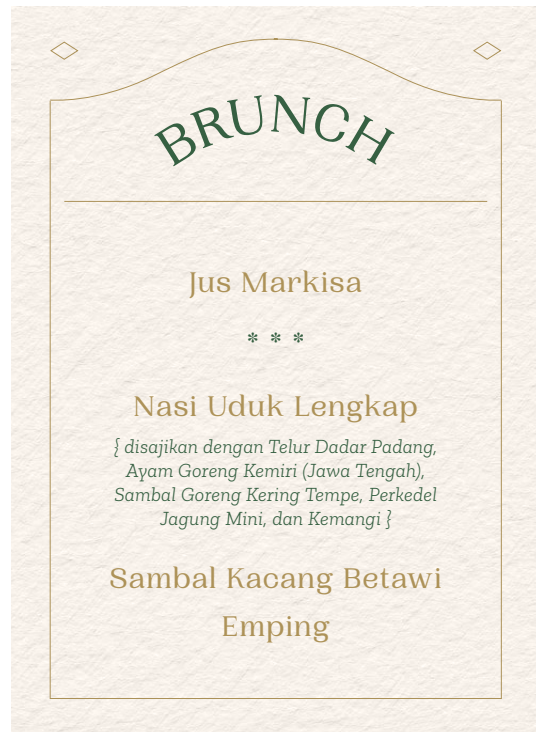 BRUNCH
Jus Markisa
* * *
Nasi Uduk Lengkap
{ disajikan dengan Telur Dadar Padang,
Ayam Goreng Kemiri (Jawa Tengah),
Sambal Goreng Kering Tempe, Perkedel
Jagung Mini, dan Kemangi }
Sambal Kacang Betawi
Emping